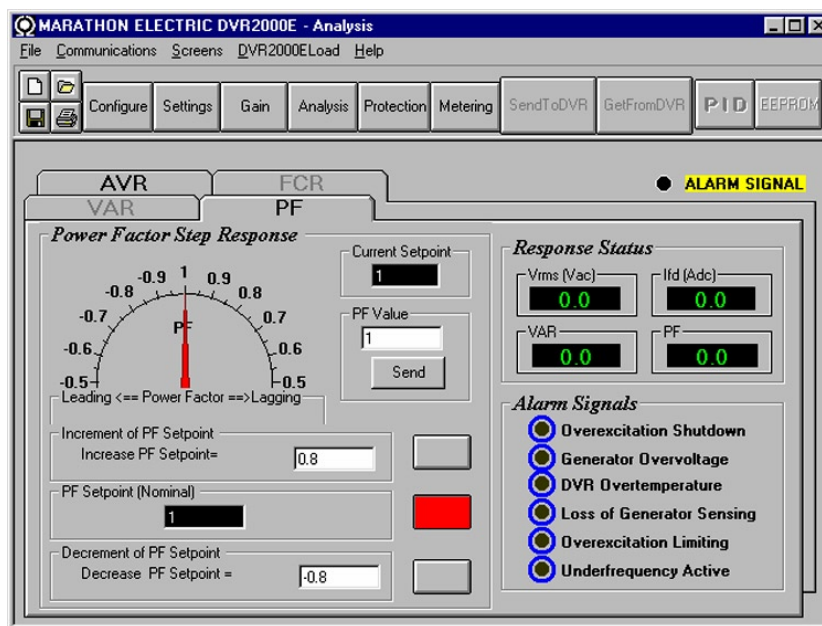 MARATHON ELECTRIC DVR2000E - Analysis
File Communications Screens DVR2000ELoad Help
Configure Settings Gain Analysis Protection Metering SendToDVR GetFromDVR PID EEPROM
ALARM SIGNAL
AVR FCR
VAR PF
Power Factor Step Response
-0.5 -0.6 -0.7 -0.8 -0.9 1 0.9 0.8 0.7 0.6 0.5
PF
Leading <== Power Factor ==>Lagging
Current Setpoint
1
PF Value
1
Send
Increment of PF Setpoint
Increase PF Setpoint= 0.8
PF Setpoint (Nominal)
1
Decrement of PF Setpoint
Decrease PF Setpoint = -0.8
Response Status
Vrms (Vac) Ifd (Adc)
0.0 0.0
VAR PF
0.0 0.0
Alarm Signals
Overexcitation Shutdown
Generator Overvoltage
DVR Overtemperature
Loss of Generator Sensing
Overexcitation Limiting
Underfrequency Active